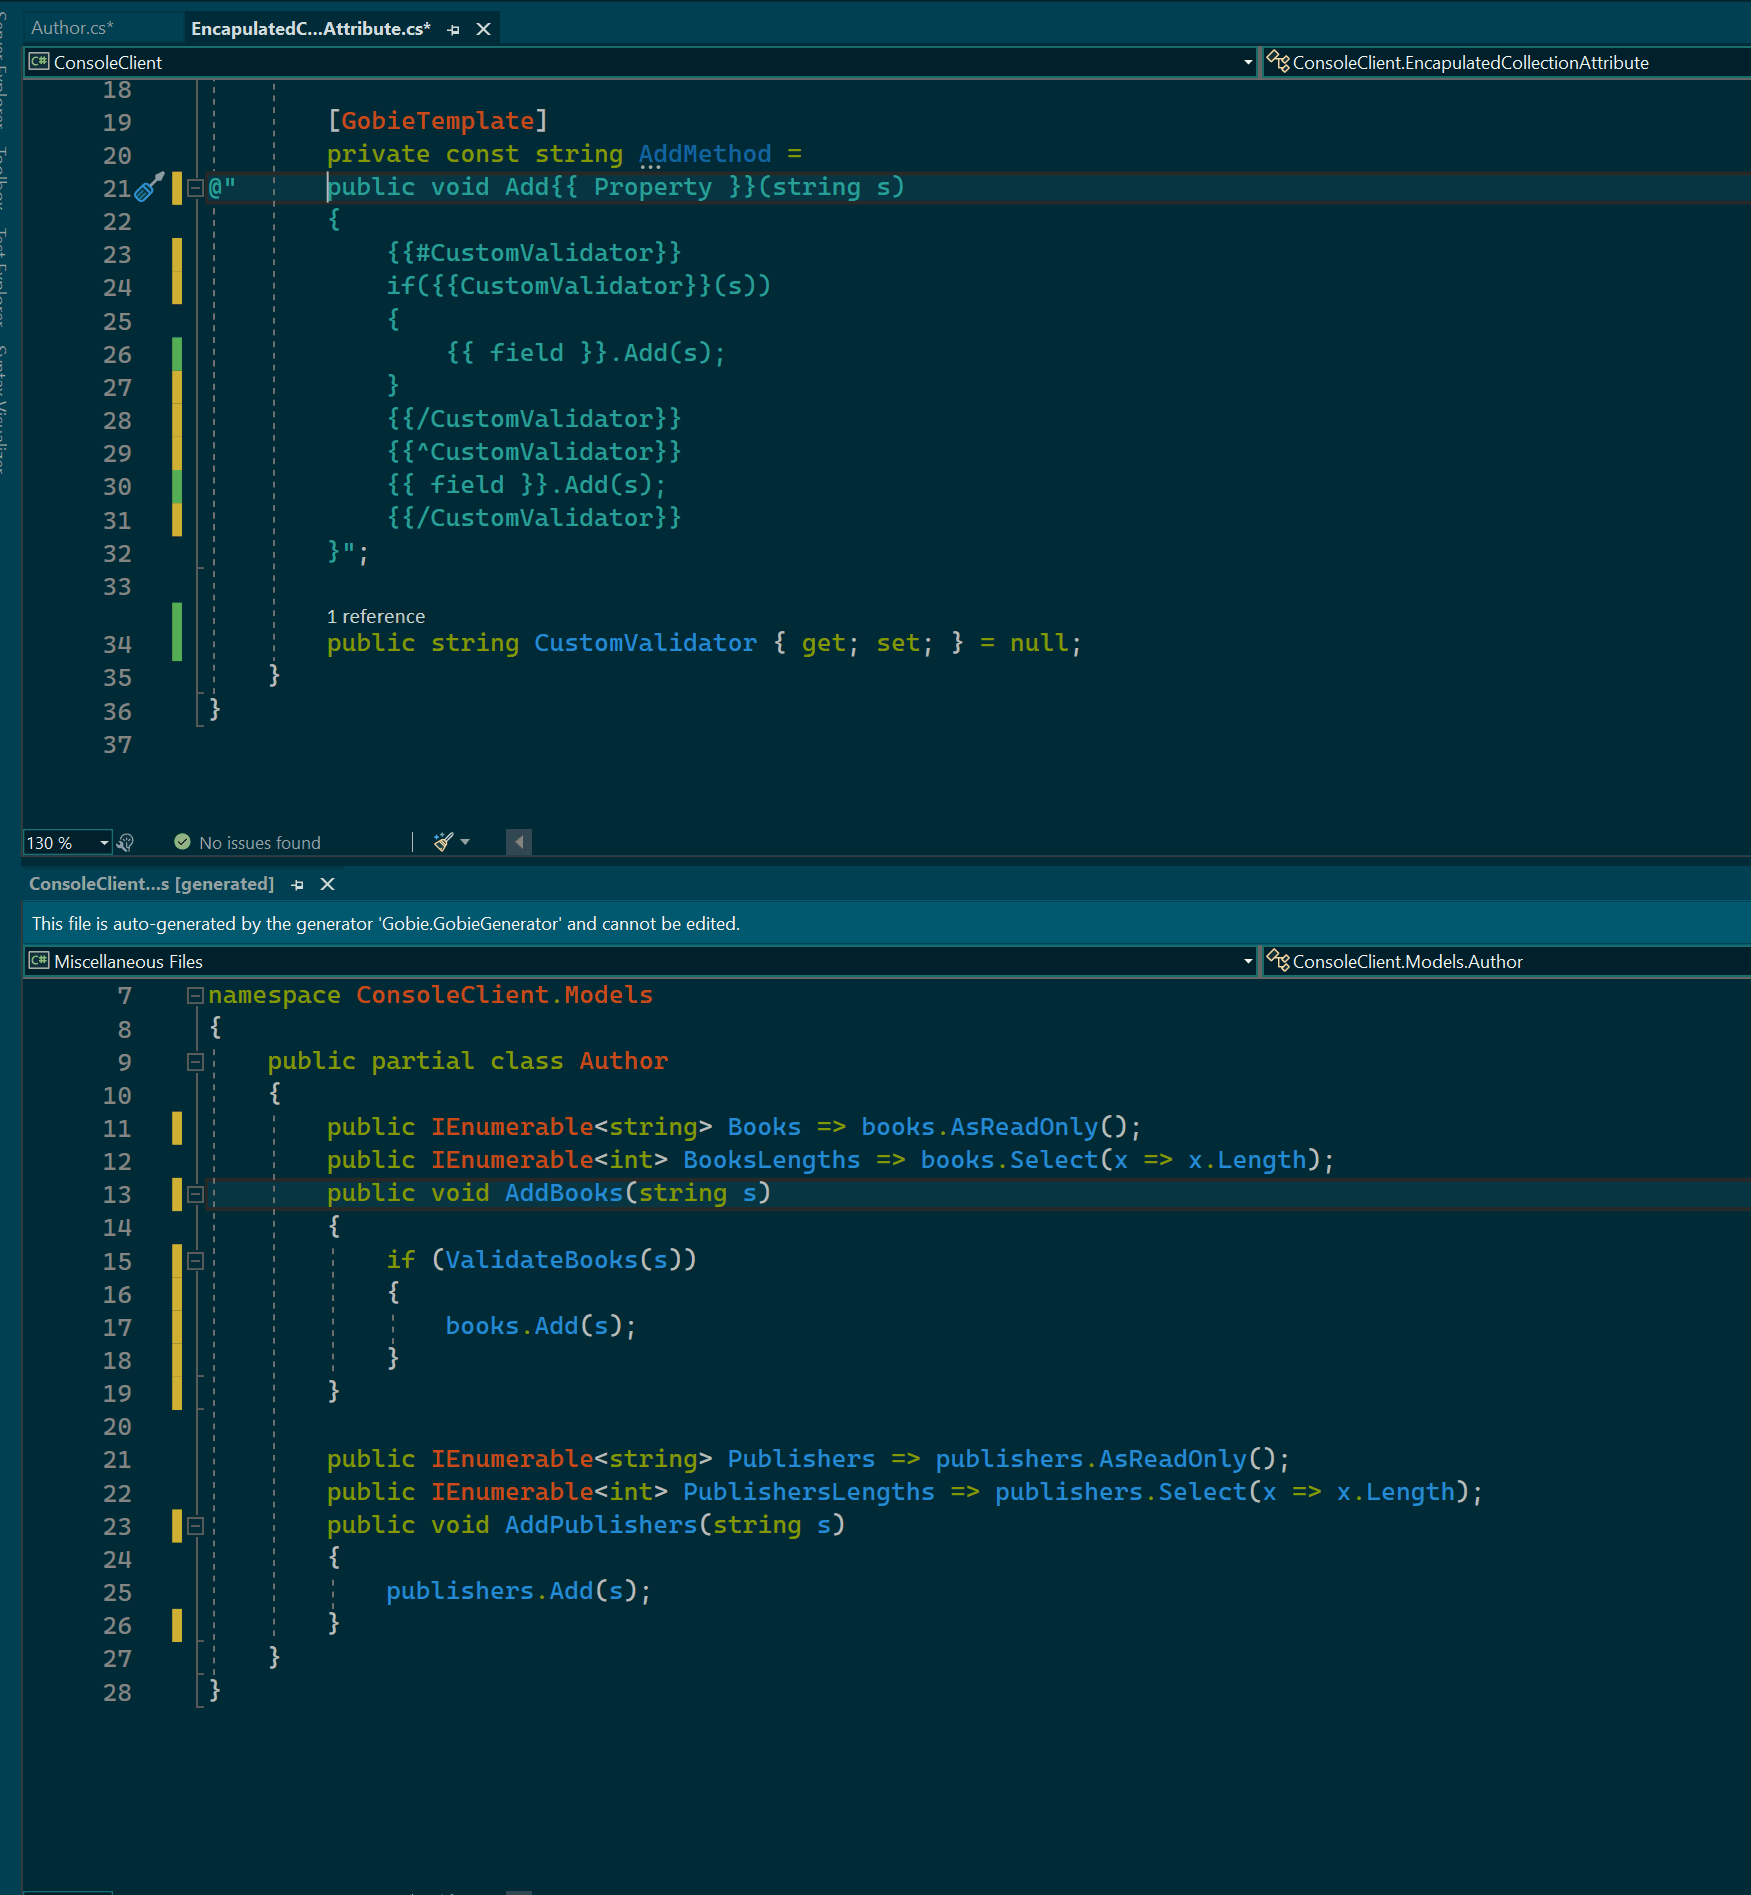 Author.cs*
EncapulatedC...Attribute.cs*
C# ConsoleClient
ConsoleClient.EncapulatedCollectionAttribute
18
19 [GobieTemplate]
20 private const string AddMethod =
21 @" public void Add{{ Property }}(string s)
22 {
23 {{#CustomValidator}}
24 if({{CustomValidator}}(s))
25 {
26 {{ field }}.Add(s);
27 }
28 {{/CustomValidator}}
29 {{^CustomValidator}}
30 {{ field }}.Add(s);
31 {{/CustomValidator}}
32 }";
33
1 reference
34 public string CustomValidator { get; set; } = null;
35 }
36 }
37
130 %
No issues found
ConsoleClient...s [generated]
This file is auto-generated by the generator 'Gobie.GobieGenerator' and cannot be edited.
C# Miscellaneous Files
ConsoleClient.Models.Author
7 namespace ConsoleClient.Models
8 {
9 public partial class Author
10 {
11 public IEnumerable<string> Books => books.AsReadOnly();
12 public IEnumerable<int> BooksLengths => books.Select(x => x.Length);
13 public void AddBooks(string s)
14 {
15 if (ValidateBooks(s))
16 {
17 books.Add(s);
18 }
19 }
20
21 public IEnumerable<string> Publishers => publishers.AsReadOnly();
22 public IEnumerable<int> PublishersLengths => publishers.Select(x => x.Length);
23 public void AddPublishers(string s)
24 {
25 publishers.Add(s);
26 }
27 }
28 }